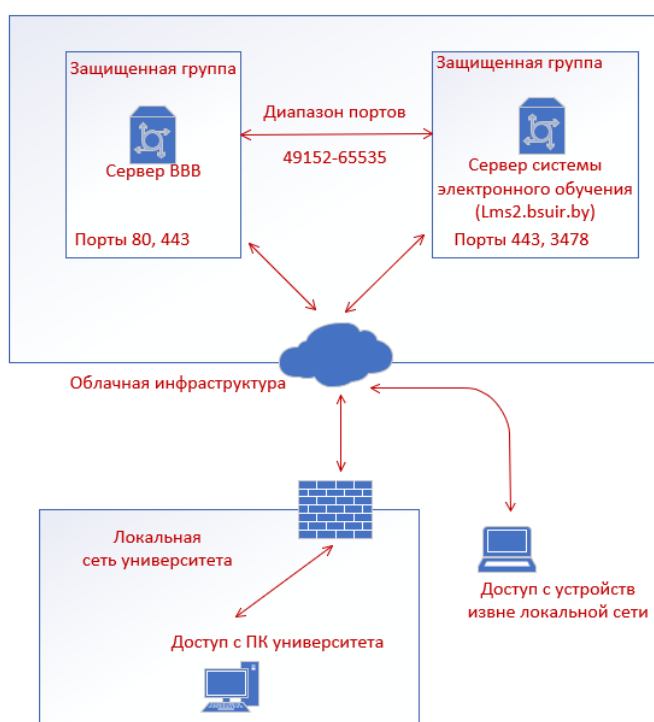 Защищенная группа
Сервер BBB
Порты 80, 443
Диапазон портов
49152-65535
Защищенная группа
Сервер системы
электронного обучения
(Lms2.bsuir.by)
Порты 443, 3478
Облачная инфраструктура
Локальная
сеть университета
Доступ с ПК университета
Доступ с устройств
извне локальной сети